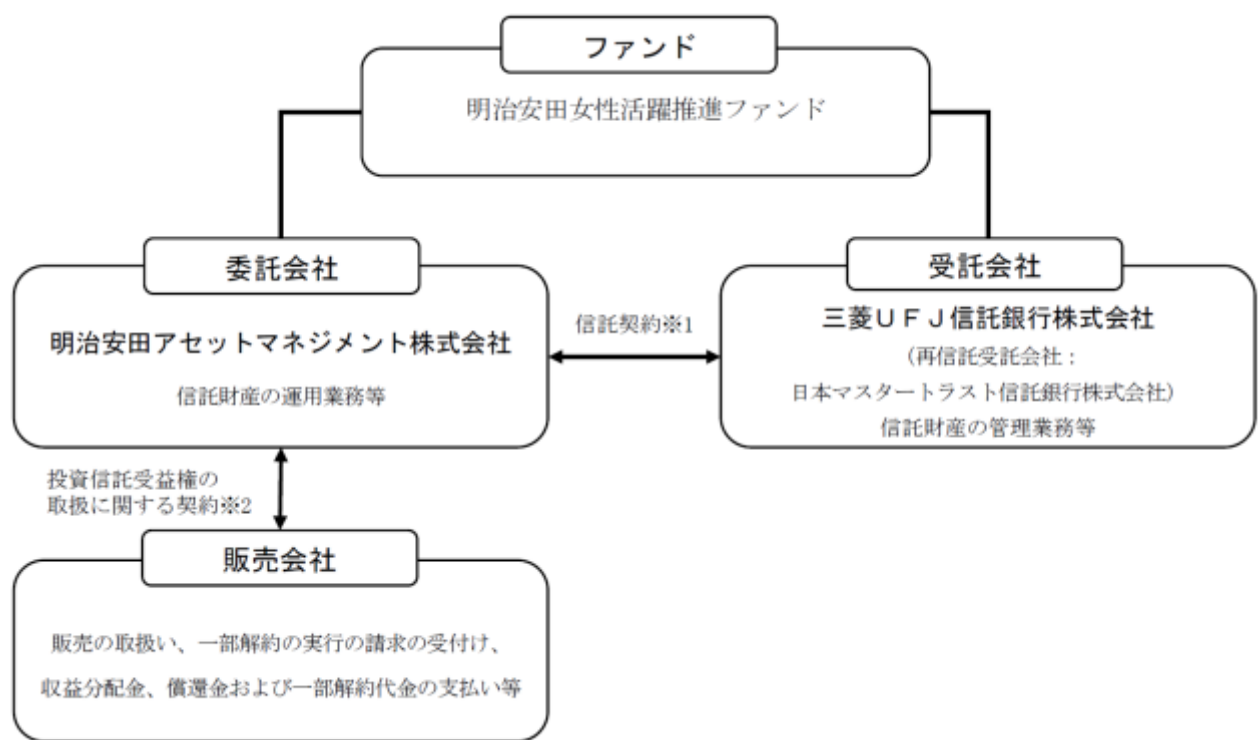 ファンド
明治安田女性活躍推進ファンド
委託会社
明治安田アセットマネジメント株式会社
信託財産の運用業務等
信託契約※1
受託会社
三菱UFJ信託銀行株式会社
(再信託受託会社:
日本マスタートラスト信託銀行株式会社)
信託財産の管理業務等
投資信託受益権の
取扱に関する契約※2
販売会社
販売の取扱い、一部解約の実行の請求の受付け、
収益分配金、償還金および一部解約代金の支払い等